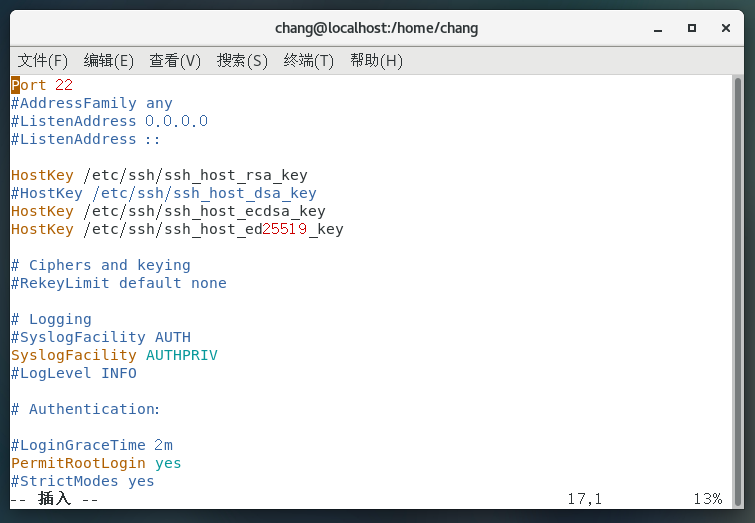 chang@localhost:/home/chang
文件(F) 编辑(E) 查看(V) 搜索(S) 终端(T) 帮助(H)
Port 22
#AddressFamily any
#ListenAddress 0.0.0.0
#ListenAddress ::
HostKey /etc/ssh/ssh_host_rsa_key
#HostKey /etc/ssh/ssh_host_dsa_key
HostKey /etc/ssh/ssh_host_ecdsa_key
HostKey /etc/ssh/ssh_host_ed25519_key
# Ciphers and keying
#RekeyLimit default none
# Logging
#SyslogFacility AUTH
SyslogFacility AUTHPRIV
#LogLevel INFO
# Authentication:
#LoginGraceTime 2m
PermitRootLogin yes
#StrictModes yes
-- 插入 -- 17,1 13%